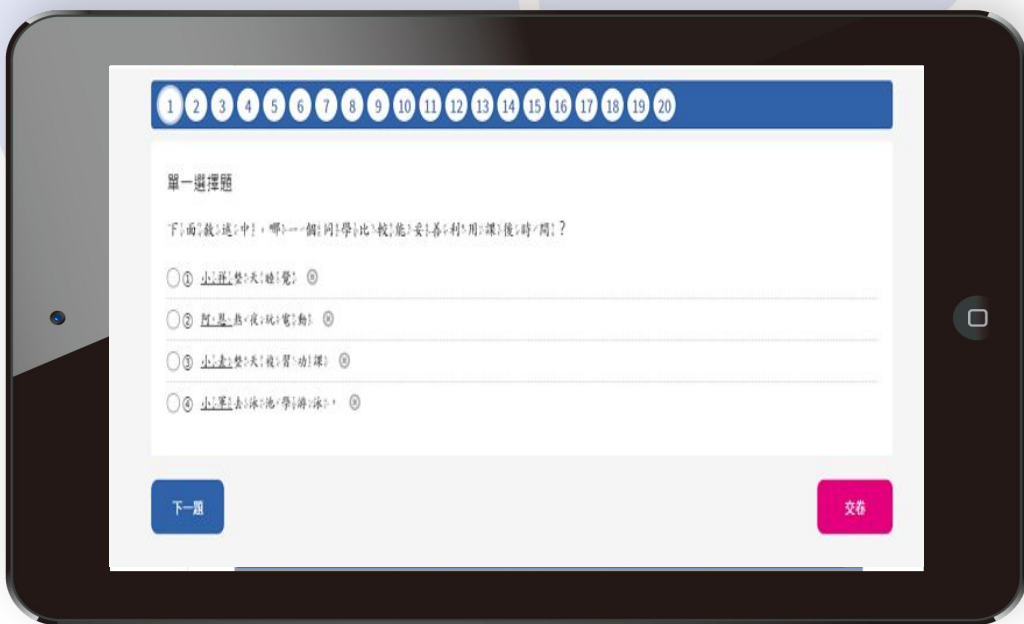 1 2 3 4 5 6 7 8 9 10 11 12 13 14 15 16 17 18 19 20
單一選擇題
下面敘述中，哪一個同學比較能妥善利用課後時間？
① 小祥整天睡覺
② 阿恩熬夜玩電動
③ 小素整天複習功課
④ 小軍去泳池學游泳。
下一題
交卷